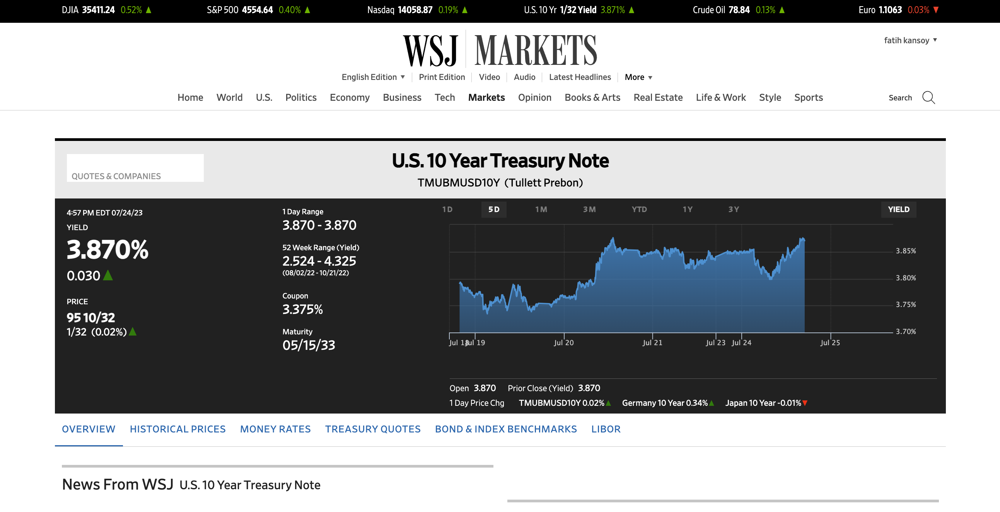 DJIA 35411.24 0.52% ▲ S&P 500 4554.64 0.40% ▲ Nasdaq 14058.87 0.19% ▲ U.S. 10 Yr 1/32 Yield 3.871% ▲ Crude Oil 78.84 0.13% ▲ Euro 1.1063 0.03% ▼
WSJ MARKETS
fatih kansoy ▼
English Edition ▼ Print Edition Video Audio Latest Headlines More ▼
Home World U.S. Politics Economy Business Tech Markets Opinion Books & Arts Real Estate Life & Work Style Sports Search
U.S. 10 Year Treasury Note
QUOTES & COMPANIES
TMUBMUSD10Y (Tullett Prebon)
4:57 PM EDT 07/24/23
YIELD
3.870%
0.030 ▲
PRICE
95 10/32
1/32 (0.02%) ▲
1 Day Range
3.870 - 3.870
52 Week Range (Yield)
2.524 - 4.325
(08/02/22 - 10/21/22)
Coupon
3.375%
Maturity
05/15/33
1D 5D 1M 3M YTD 1Y 3Y YIELD
3.85%
3.80%
3.75%
3.70%
Jul 18 Jul 19 Jul 20 Jul 21 Jul 23 Jul 24 Jul 25
Open 3.870 Prior Close (Yield) 3.870
1 Day Price Chg TMUBMUSD10Y 0.02% ▲ Germany 10 Year 0.34% ▲ Japan 10 Year -0.01% ▼
OVERVIEW HISTORICAL PRICES MONEY RATES TREASURY QUOTES BOND & INDEX BENCHMARKS LIBOR
News From WSJ U.S. 10 Year Treasury Note